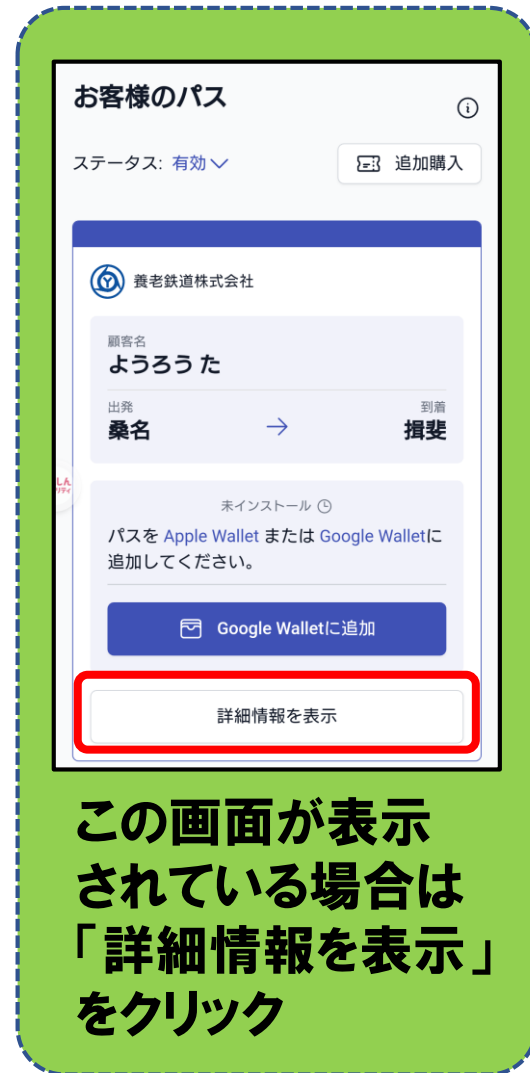 お客様のパス
ステータス: 有効
追加購入
養老鉄道株式会社
顧客名
ようろう た
出発
到着
桑名
→
揖斐
未インストール
パスを Apple Wallet または Google Walletに
追加してください。
Google Walletに追加
詳細情報を表示
この画面が表示
されている場合は
「詳細情報を表示」
をクリック